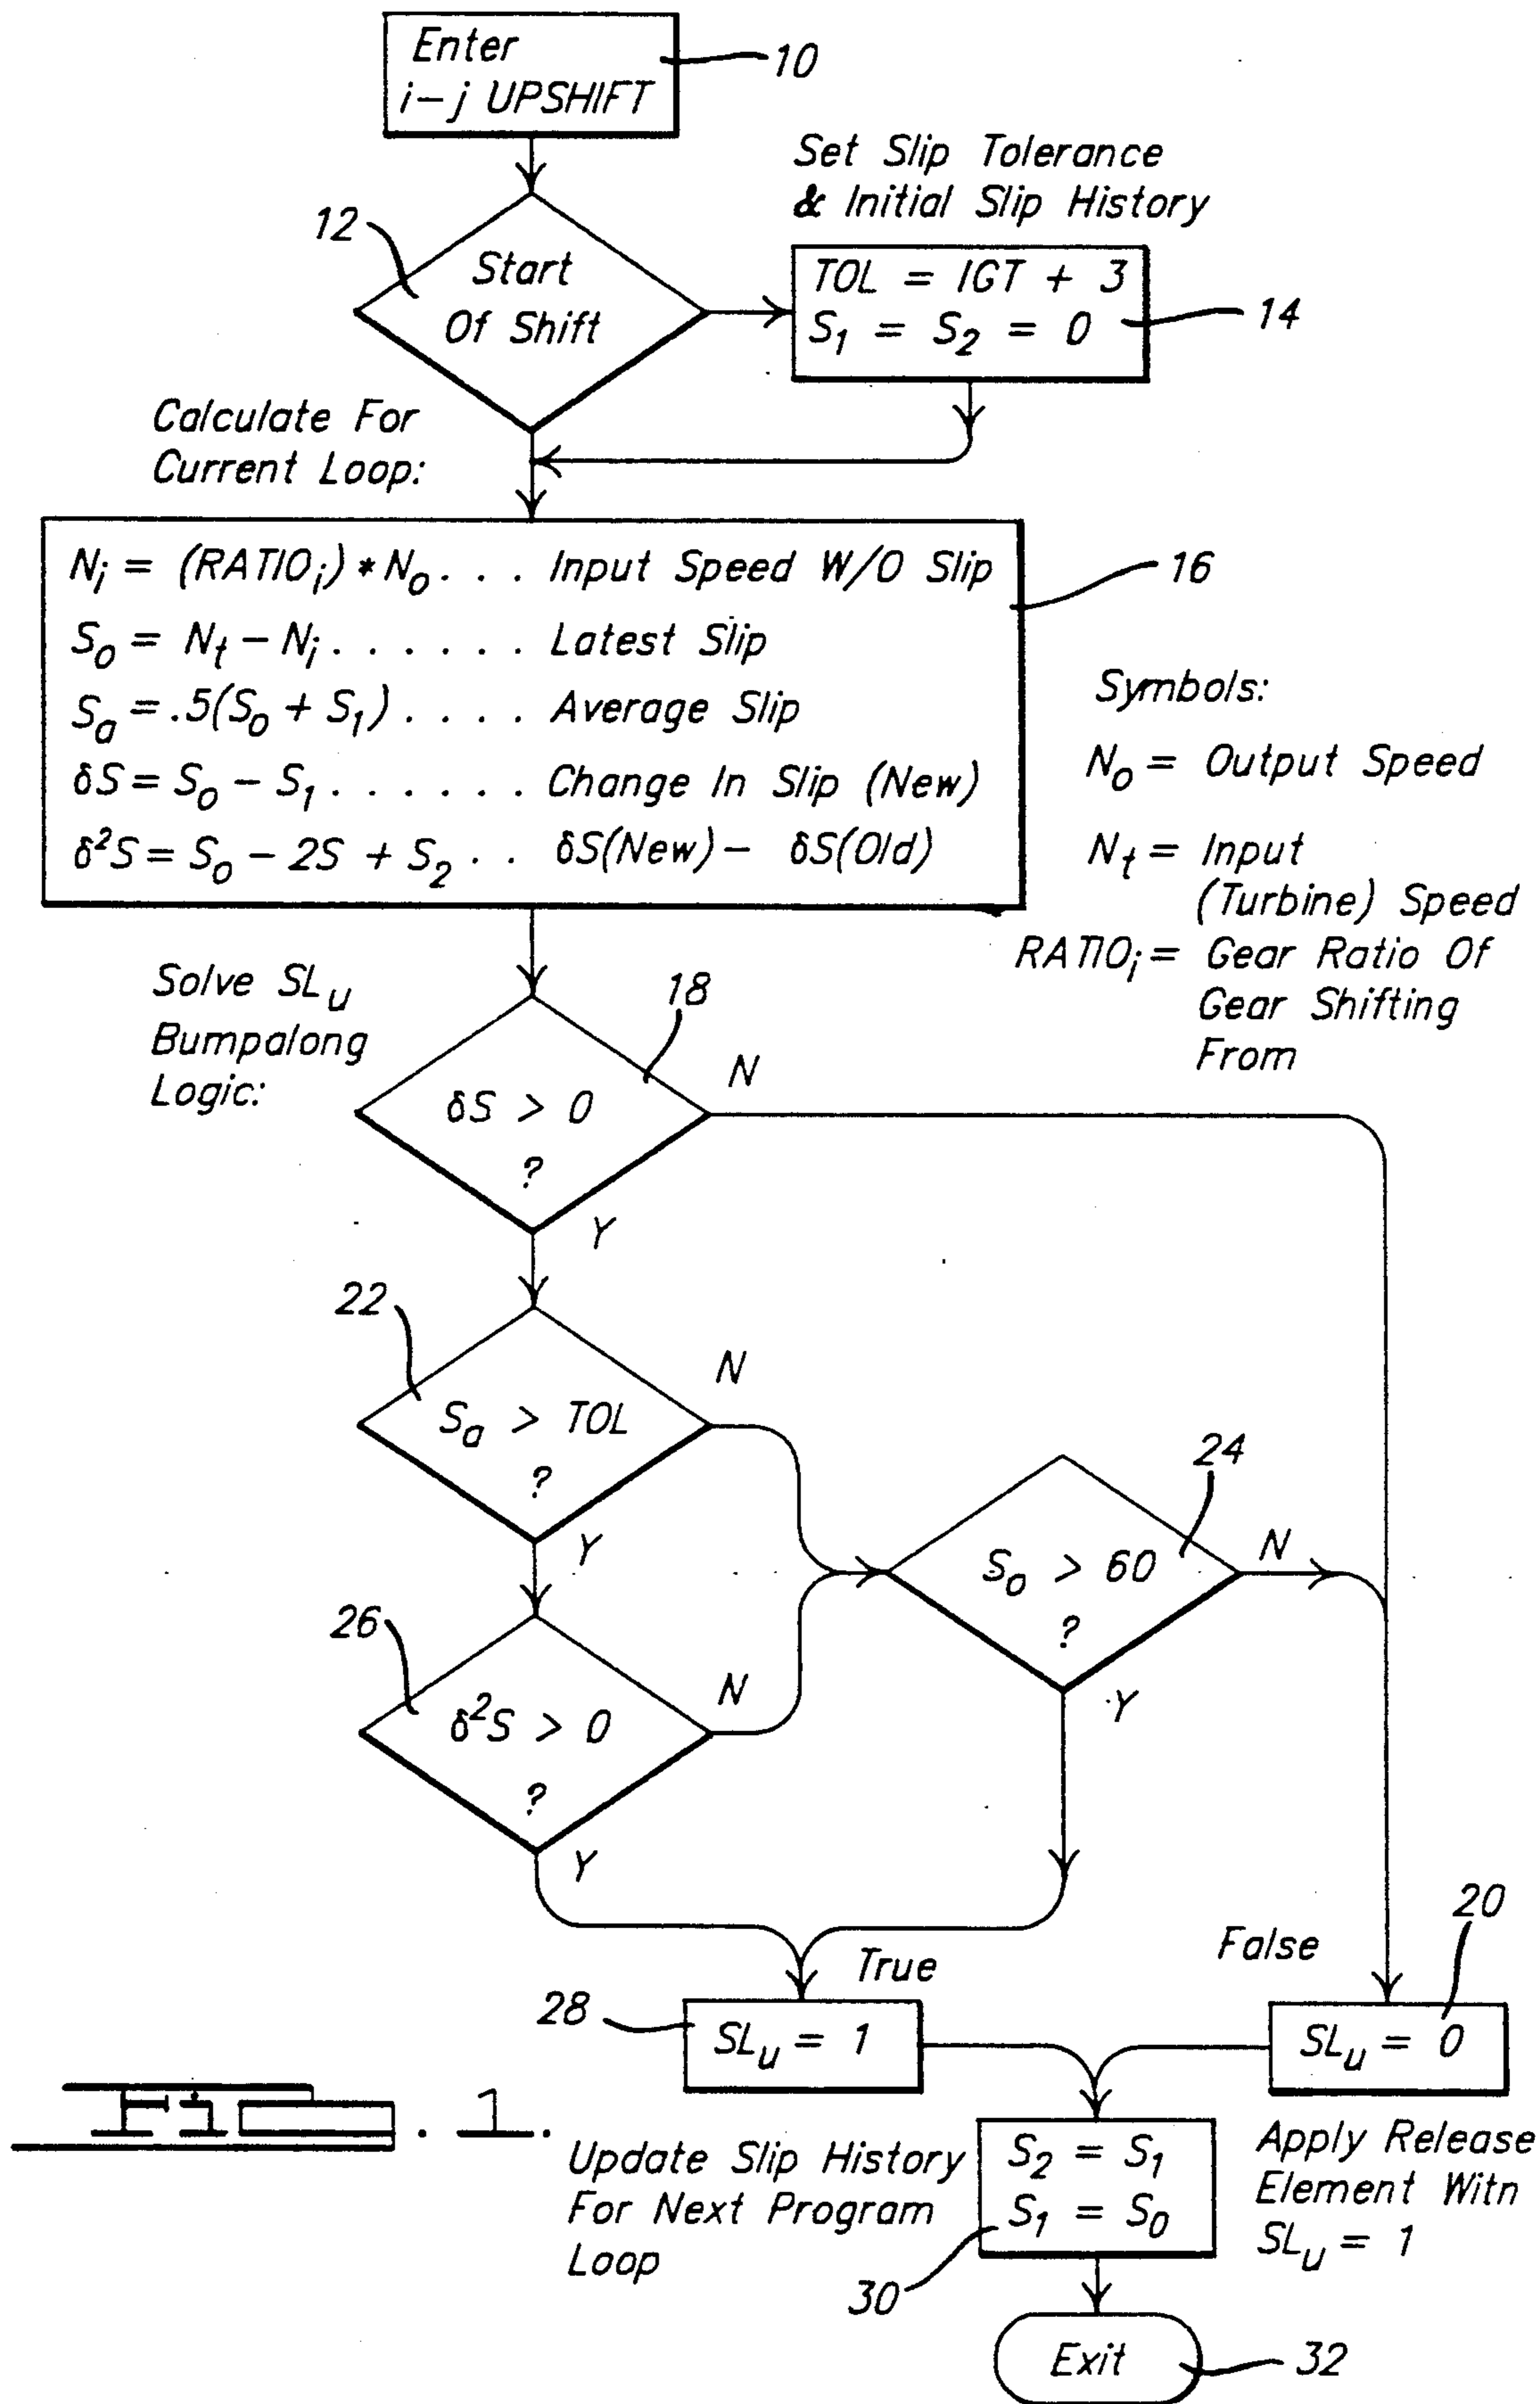 Enter
i-j UPSHIFT
10
Set Slip Tolerance
& Initial Slip History
12
Start
Of Shift
TOL = IGT + 3
S₁ = S₂ = 0
14
Calculate For
Current Loop:
Nᵢ = (RATIOᵢ) * Nₒ . . . Input Speed W/O Slip
Sₒ = Nₜ - Nᵢ . . . . . . Latest Slip
Sₐ = .5(Sₒ + S₁) . . . . Average Slip
δS = Sₒ - S₁ . . . . . . Change In Slip (New)
δ²S = Sₒ - 2S + S₂ . . δS(New) - δS(Old)
16
Symbols:
Nₒ = Output Speed
Nₜ = Input
(Turbine) Speed
RATIOᵢ = Gear Ratio Of
Gear Shifting
From
Solve SLᵤ
Bumpalong
Logic:
18
δS > 0
?
N
Y
22
Sₐ > TOL
?
N
Y
24
Sₒ > 60
?
N
Y
26
δ²S > 0
?
N
Y
True
False
20
28
SLᵤ = 1
SLᵤ = 0
FIG. 1.
Update Slip History
For Next Program
Loop
S₂ = S₁
S₁ = S₀
30
Apply Release
Element Witn
SLᵤ = 1
Exit
32